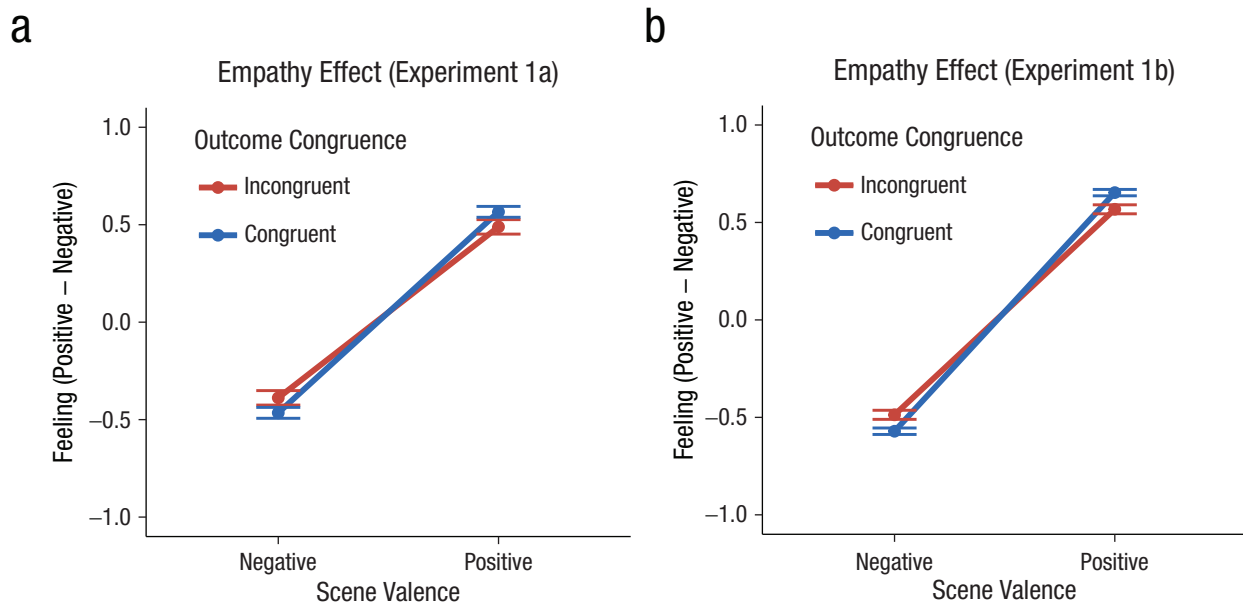 a
Empathy Effect (Experiment 1a)
Outcome Congruence
Incongruent
Congruent
Feeling (Positive – Negative)
1.0
0.5
0.0
–0.5
–1.0
Negative
Positive
Scene Valence
b
Empathy Effect (Experiment 1b)
Outcome Congruence
Incongruent
Congruent
Feeling (Positive – Negative)
1.0
0.5
0.0
–0.5
–1.0
Negative
Positive
Scene Valence